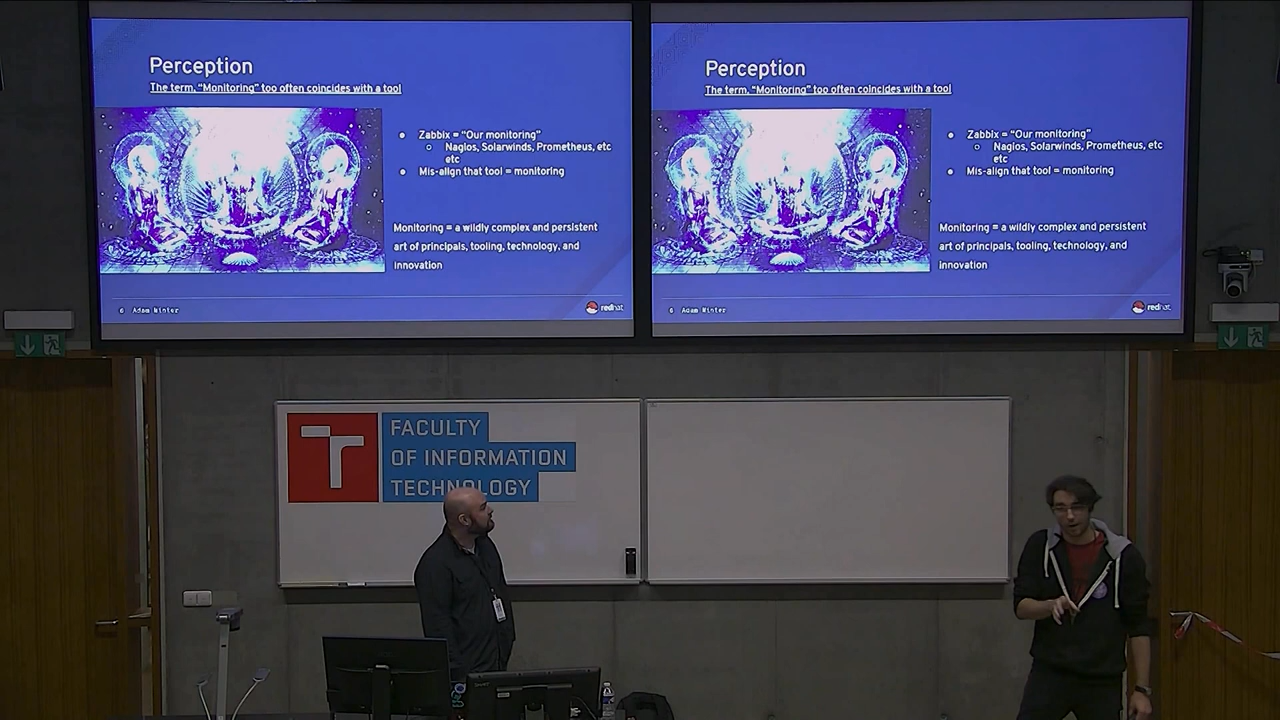 Perception
The term, "Monitoring" too often coincides with a tool
● Zabbix = "Our monitoring"
○ Nagios, Solarwinds, Prometheus, etc
etc
● Mis-align that tool = monitoring
Monitoring = a wildly complex and persistent
art of principals, tooling, technology, and
innovation
6 Adam Winter
redhat
Perception
The term, "Monitoring" too often coincides with a tool
● Zabbix = "Our monitoring"
○ Nagios, Solarwinds, Prometheus, etc
etc
● Mis-align that tool = monitoring
Monitoring = a wildly complex and persistent
art of principals, tooling, technology, and
innovation
6 Adam Winter
redhat
T
FACULTY
OF INFORMATION
TECHNOLOGY